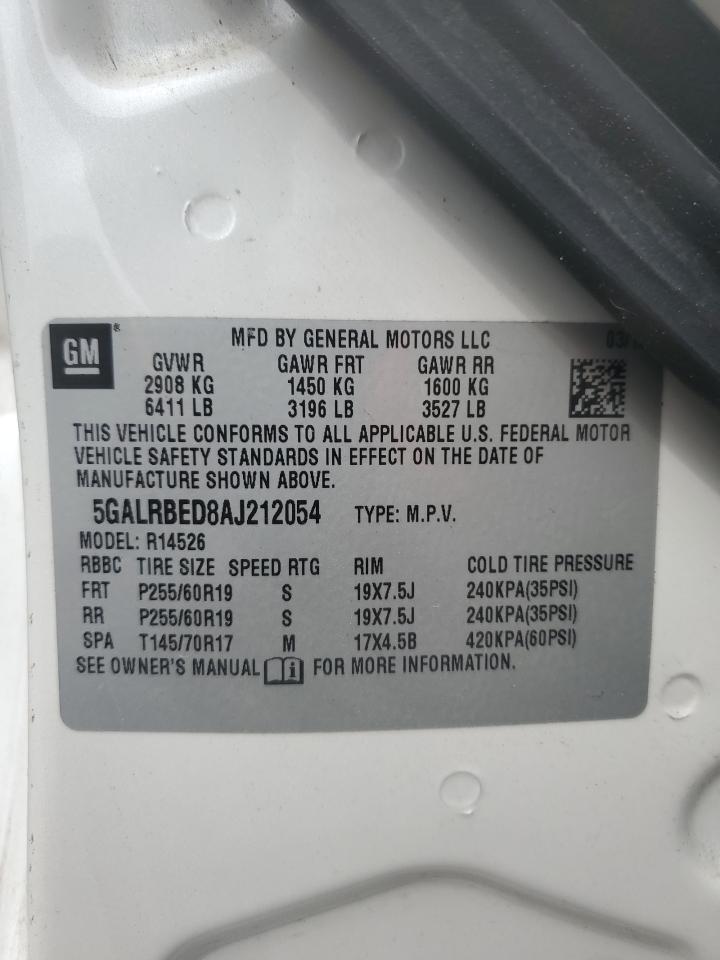 GM ®
MFD BY GENERAL MOTORS LLC
GVWR GAWR FRT GAWR RR
2908 KG 1450 KG 1600 KG
6411 LB 3196 LB 3527 LB
THIS VEHICLE CONFORMS TO ALL APPLICABLE U.S. FEDERAL MOTOR
VEHICLE SAFETY STANDARDS IN EFFECT ON THE DATE OF
MANUFACTURE SHOWN ABOVE.
5GALRBED8AJ212054 TYPE: M.P.V.
MODEL: R14526
RBBC TIRE SIZE SPEED RTG RIM COLD TIRE PRESSURE
FRT P255/60R19 S 19X7.5J 240KPA(35PSI)
RR P255/60R19 S 19X7.5J 240KPA(35PSI)
SPA T145/70R17 M 17X4.5B 420KPA(60PSI)
SEE OWNER'S MANUAL i FOR MORE INFORMATION.